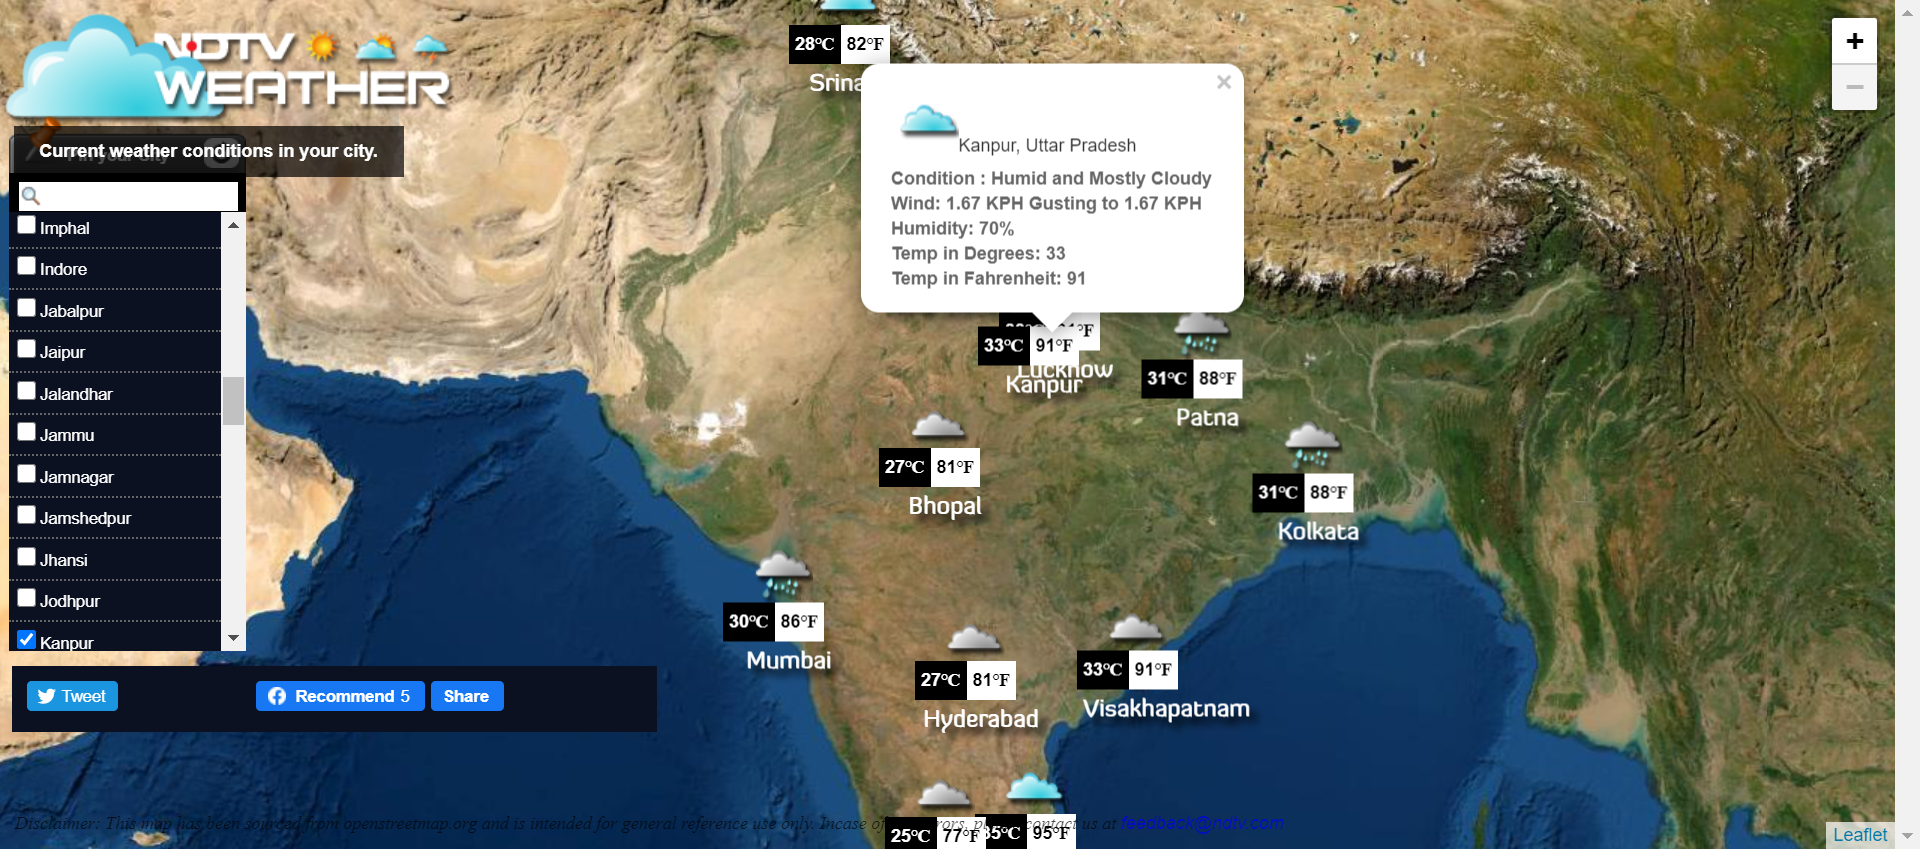 NDTV
WEATHER
Current weather conditions in your city.
Imphal
Indore
Jabalpur
Jaipur
Jalandhar
Jammu
Jamnagar
Jamshedpur
Jhansi
Jodhpur
Kanpur
Tweet
Recommend 5
Share
28°C 82°F
Srina
×
Kanpur, Uttar Pradesh
Condition : Humid and Mostly Cloudy
Wind: 1.67 KPH Gusting to 1.67 KPH
Humidity: 70%
Temp in Degrees: 33
Temp in Fahrenheit: 91
33°C 91°F
Lucknow
Kanpur
31°C 88°F
Patna
27°C 81°F
Bhopal
31°C 88°F
Kolkata
30°C 86°F
Mumbai
27°C 81°F
Hyderabad
33°C 91°F
Visakhapatnam
25°C 77°F
35°C 95°F
Disclaimer: This map has been sourced from openstreetmap.org and is intended for general reference use only. Incase of rors, contact us at feedback@ndtv.com
+
−
Leaflet